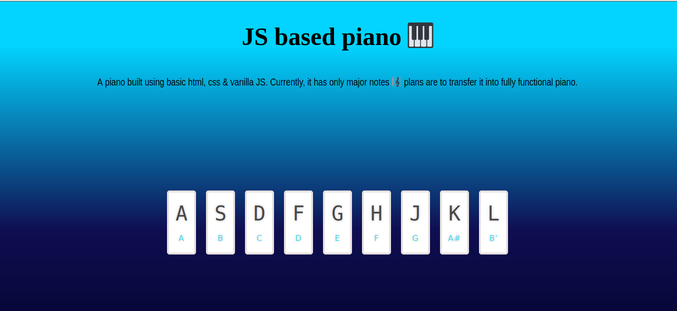 JS based piano 🎹
A piano built using basic html, css & vanilla JS. Currently, it has only major notes 🎼 plans are to transfer it into fully functional piano.
A S D F G H J K L
A B C D E F G A# B'